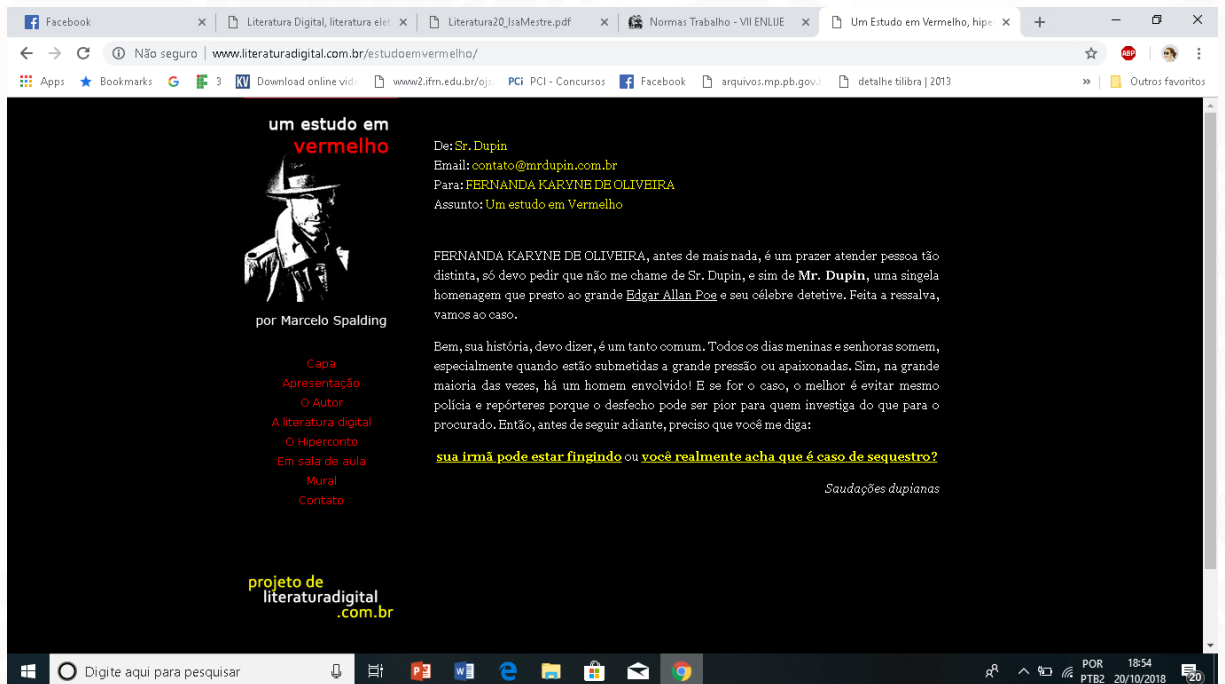 Facebook
Literatura Digital, literatura elet
Literatura20_IsaMestre.pdf
Normas Trabalho - VII ENLIJE
Um Estudo em Vermelho, hipe
Não seguro
www.literaturadigital.com.br/estudoemvermelho/
ABP
Apps
Bookmarks
3
KV Download online vide
www2.ifrn.edu.br/ojs
PCi PCI - Concursos
Facebook
arquivos.mp.pb.gov.b
detalhe tilibra | 2013
»
Outros favoritos
um estudo em
vermelho
por Marcelo Spalding
Capa
Apresentação
O Autor
A literatura digital
O Hiperconto
Em sala de aula
Mural
Contato
projeto de
literaturadigital
.com.br
De: Sr. Dupin
Email: contato@mrdupin.com.br
Para: FERNANDA KARYNE DE OLIVEIRA
Assunto: Um estudo em Vermelho
FERNANDA KARYNE DE OLIVEIRA, antes de mais nada, é um prazer atender pessoa tão
distinta, só devo pedir que não me chame de Sr. Dupin, e sim de Mr. Dupin, uma singela
homenagem que presto ao grande Edgar Allan Poe e seu célebre detetive. Feita a ressalva,
vamos ao caso.
Bem, sua história, devo dizer, é um tanto comum. Todos os dias meninas e senhoras somem,
especialmente quando estão submetidas a grande pressão ou apaixonadas. Sim, na grande
maioria das vezes, há um homem envolvido! E se for o caso, o melhor é evitar mesmo
polícia e repórteres porque o desfecho pode ser pior para quem investiga do que para o
procurado. Então, antes de seguir adiante, preciso que você me diga:
sua irmã pode estar fingindo ou você realmente acha que é caso de sequestro?
Saudações dupianas
Digite aqui para pesquisar
POR
PTB2
18:54
20/10/2018
20